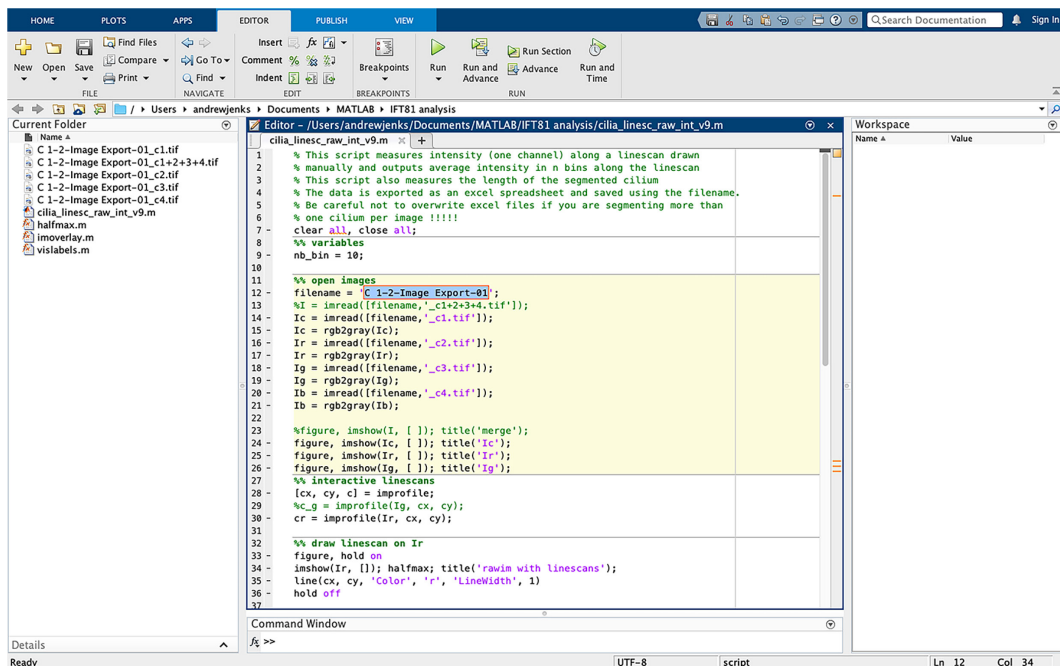 HOME PLOTS APPS EDITOR PUBLISH VIEW Search Documentation Sign In
New Open Save Find Files Compare Print Go To Find Insert fx Comment Indent Breakpoints Run Run and Advance Run Section Advance Run and Time
FILE NAVIGATE EDIT BREAKPOINTS RUN
/ Users andrewjenks Documents MATLAB IFT81 analysis
Current Folder
Name
C 1-2-Image Export-01_c1.tif
C 1-2-Image Export-01_c1+2+3+4.tif
C 1-2-Image Export-01_c2.tif
C 1-2-Image Export-01_c3.tif
C 1-2-Image Export-01_c4.tif
cilia_linesc_raw_int_v9.m
halfmax.m
imoverlay.m
vislabels.m
Details
Editor - /Users/andrewjenks/Documents/MATLAB/IFT81 analysis/cilia_linesc_raw_int_v9.m
cilia_linesc_raw_int_v9.m +
1 % This script measures intensity (one channel) along a linescan drawn
2 % manually and outputs average intensity in n bins along the linescan
3 % This script also measures the length of the segmented cilium
4 % The data is exported as an excel spreadsheet and saved using the filename.
5 % Be careful not to overwrite excel files if you are segmenting more than
6 % one cilium per image !!!!!
7 - clear all, close all;
8 %% variables
9 - nb_bin = 10;
10
11 %% open images
12 - filename = 'C 1-2-Image Export-01';
13 %I = imread([filename,'_c1+2+3+4.tif']);
14 - Ic = imread([filename,'_c1.tif']);
15 - Ic = rgb2gray(Ic);
16 - Ir = imread([filename,'_c2.tif']);
17 - Ir = rgb2gray(Ir);
18 - Ig = imread([filename,'_c3.tif']);
19 - Ig = rgb2gray(Ig);
20 - Ib = imread([filename,'_c4.tif']);
21 - Ib = rgb2gray(Ib);
22
23 %figure, imshow(I, [ ]); title('merge');
24 - figure, imshow(Ic, [ ]); title('Ic');
25 - figure, imshow(Ir, [ ]); title('Ir');
26 - figure, imshow(Ig, [ ]); title('Ig');
27 %% interactive linescans
28 - [cx, cy, c] = improfile;
29 %c_g = improfile(Ig, cx, cy);
30 - cr = improfile(Ir, cx, cy);
31
32 %% draw linescan on Ir
33 - figure, hold on
34 - imshow(Ir, []); halfmax; title('rawim with linescans');
35 - line(cx, cy, 'Color', 'r', 'LineWidth', 1)
36 - hold off
37
Command Window
fx >>
Workspace
Name Value
Ready UTF-8 script Ln 12 Col 34